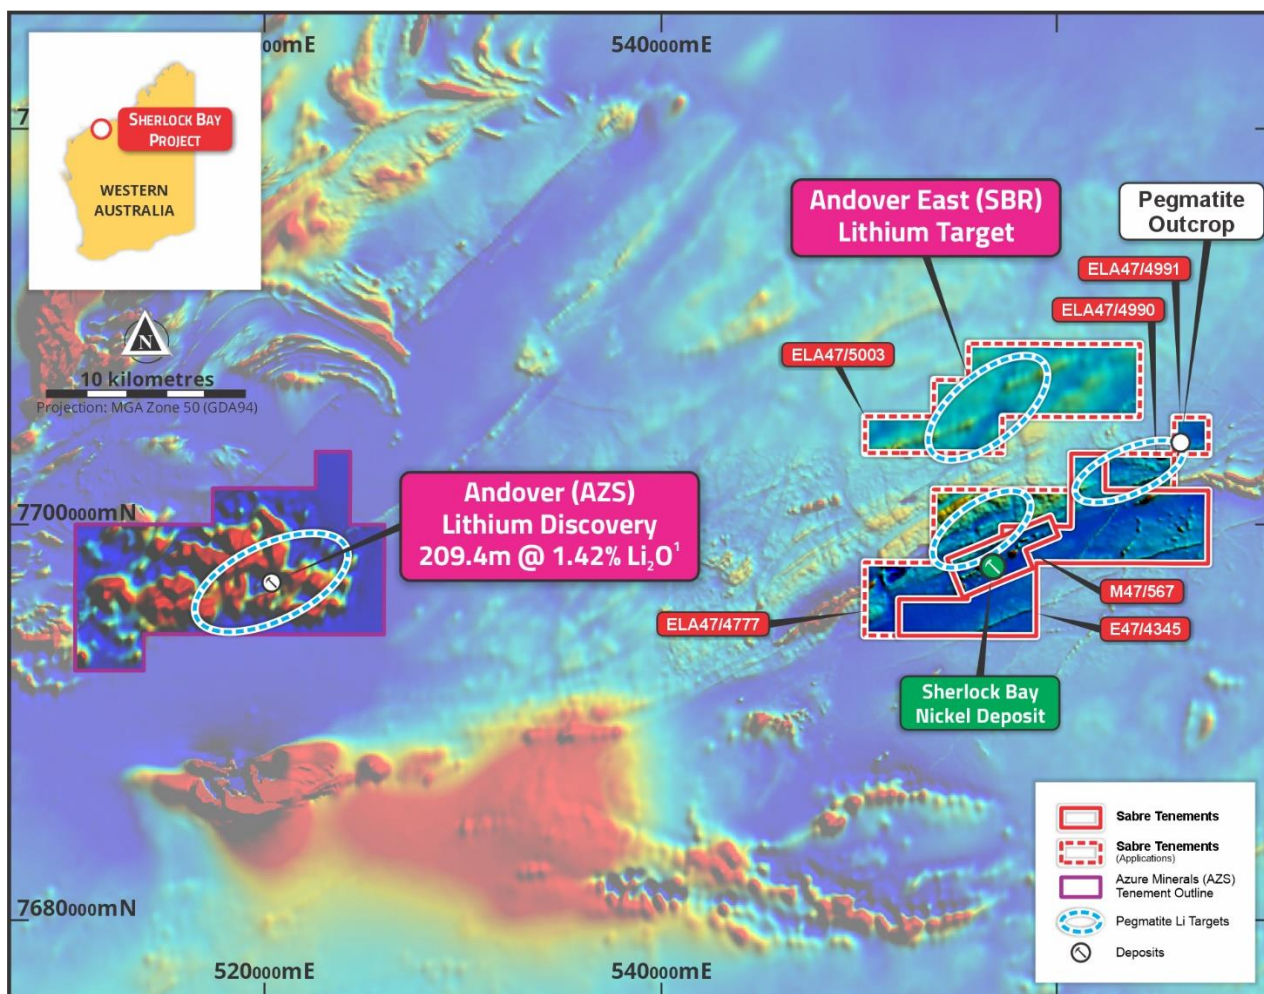 000mE
540000mE
SHERLOCK BAY
PROJECT
WESTERN
AUSTRALIA
7
Andover East (SBR)
Lithium Target
Pegmatite
Outcrop
ELA47/4991
ELA47/4990
ELA47/5003
N
10 kilometres
Projection: MGA Zone 50 (GDA94)
7700000mN
Andover (AZS)
Lithium Discovery
209.4m @ 1.42% Li₂O¹
M47/567
ELA47/4777
E47/4345
Sherlock Bay
Nickel Deposit
Sabre Tenements
Sabre Tenements
(Applications)
Azure Minerals (AZS)
Tenement Outline
Pegmatite Li Targets
Deposits
7680000mN
520000mE
540000mE